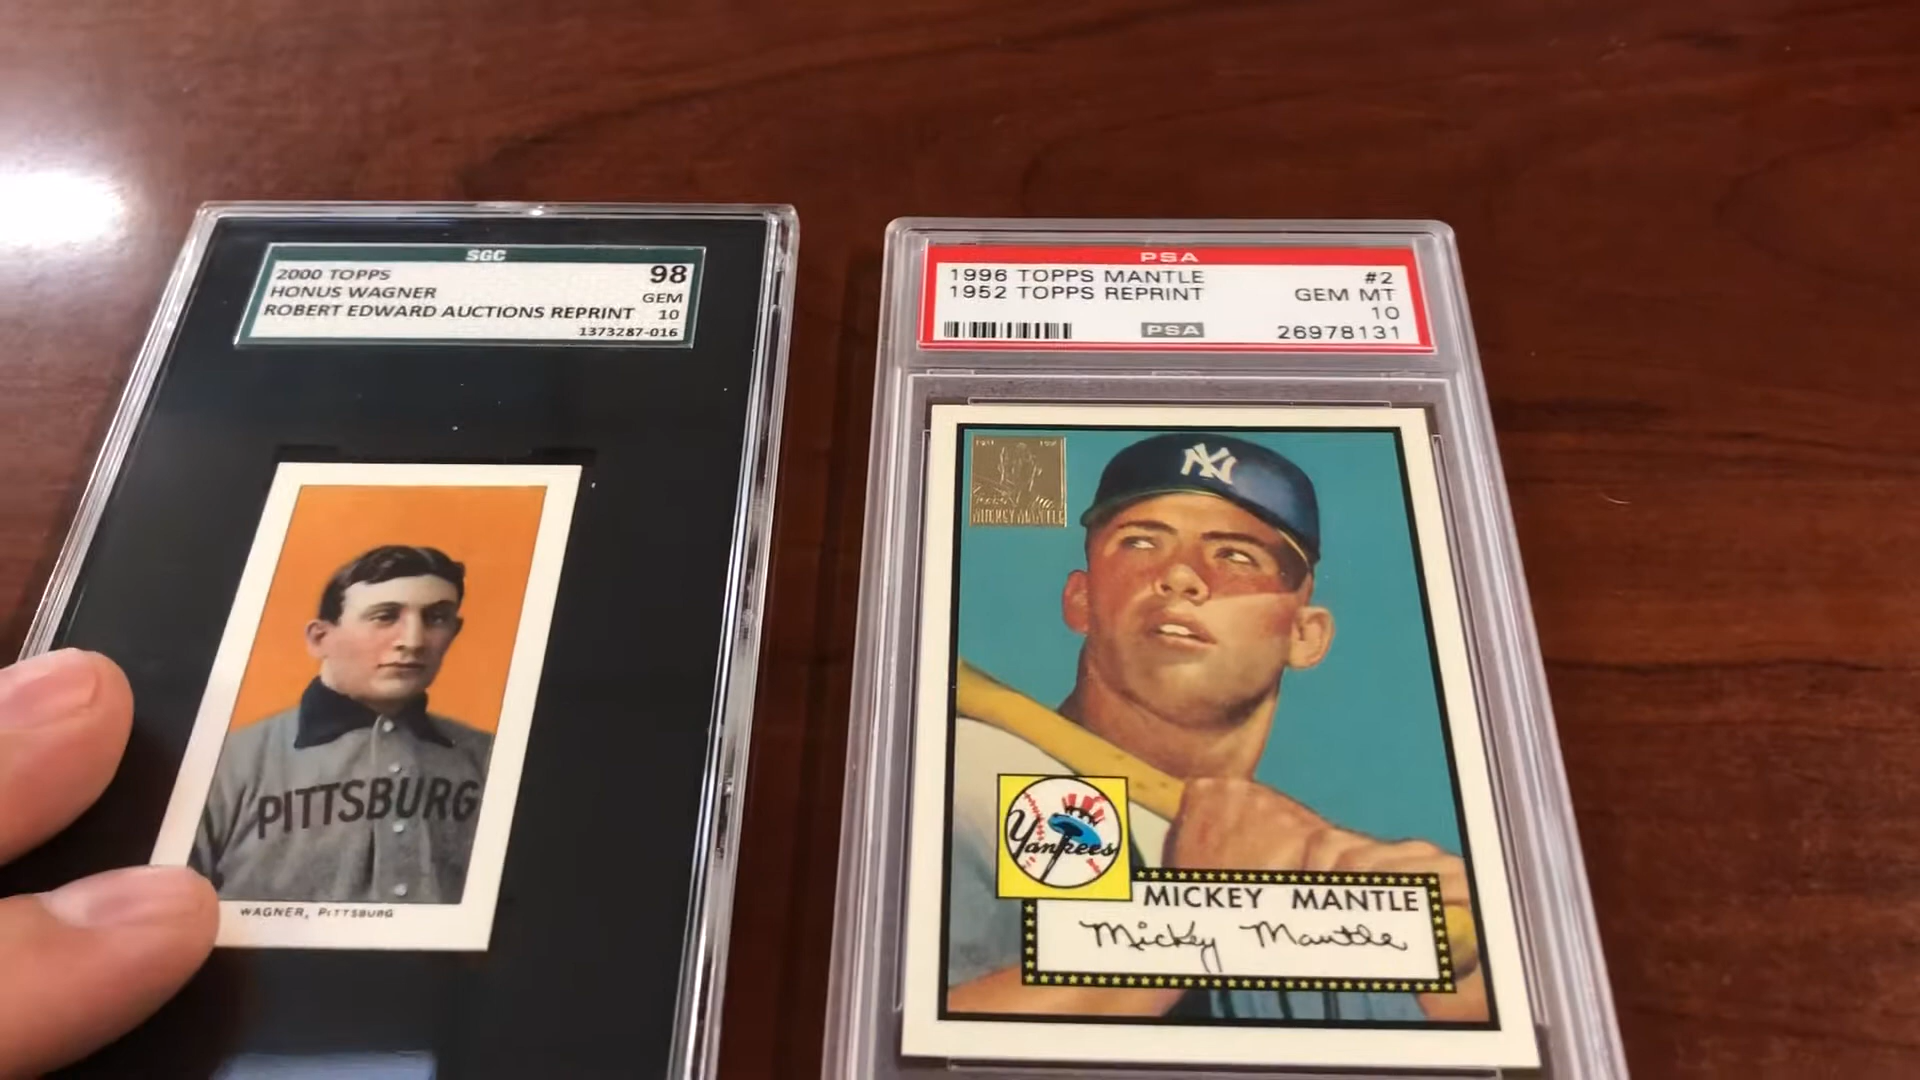 SGC
2000 TOPPS 98
HONUS WAGNER GEM
ROBERT EDWARD AUCTIONS REPRINT 10
1373287-016
PITTSBURG
WAGNER, PITTSBURG
PSA
1996 TOPPS MANTLE #2
1952 TOPPS REPRINT GEM MT
10
PSA 26978131
NY
MICKEY MANTLE
Yankees
MICKEY MANTLE
Mickey Mantle